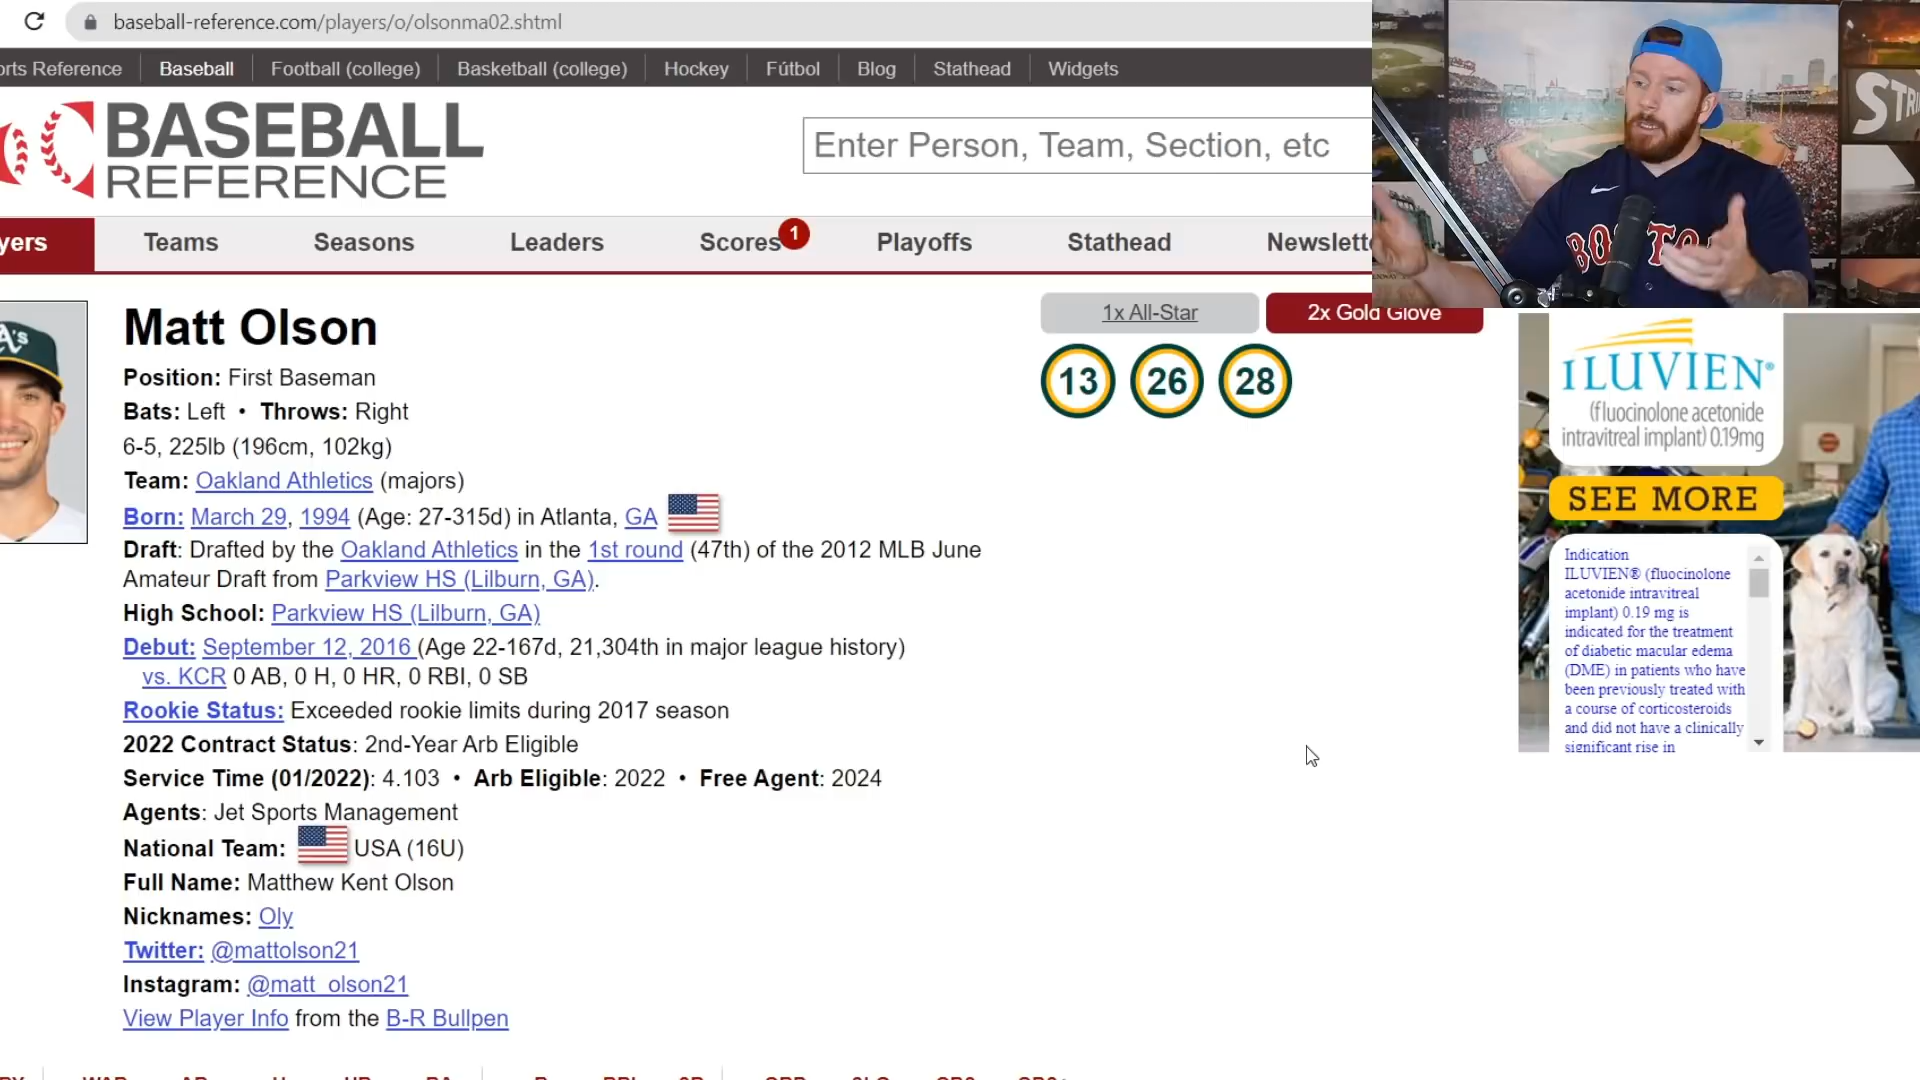 baseball-reference.com/players/o/olsonma02.shtml
rts Reference Baseball Football (college) Basketball (college) Hockey Fútbol Blog Stathead Widgets
BASEBALL
REFERENCE
Enter Person, Team, Section, etc
yers Teams Seasons Leaders Scores 1 Playoffs Stathead Newslett
Matt Olson
1x All-Star 2x Gold Glove
13 26 28
Position: First Baseman
Bats: Left • Throws: Right
6-5, 225lb (196cm, 102kg)
Team: Oakland Athletics (majors)
Born: March 29, 1994 (Age: 27-315d) in Atlanta, GA
Draft: Drafted by the Oakland Athletics in the 1st round (47th) of the 2012 MLB June
Amateur Draft from Parkview HS (Lilburn, GA).
High School: Parkview HS (Lilburn, GA)
Debut: September 12, 2016 (Age 22-167d, 21,304th in major league history)
vs. KCR 0 AB, 0 H, 0 HR, 0 RBI, 0 SB
Rookie Status: Exceeded rookie limits during 2017 season
2022 Contract Status: 2nd-Year Arb Eligible
Service Time (01/2022): 4.103 • Arb Eligible: 2022 • Free Agent: 2024
Agents: Jet Sports Management
National Team: USA (16U)
Full Name: Matthew Kent Olson
Nicknames: Oly
Twitter: @mattolson21
Instagram: @matt_olson21
View Player Info from the B-R Bullpen
A's
STR
BOSTO
ILUVIEN®
(fluocinolone acetonide
intravitreal implant) 0.19mg
SEE MORE
Indication
ILUVIEN® (fluocinolone
acetonide intravitreal
implant) 0.19 mg is
indicated for the treatment
of diabetic macular edema
(DME) in patients who have
been previously treated with
a course of corticosteroids
and did not have a clinically
significant rise in